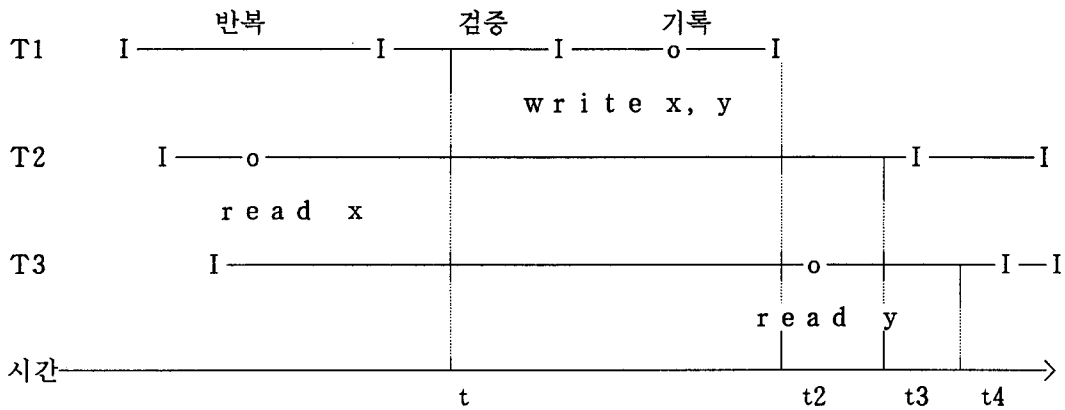 반복 검증 기록
T1 I I I o I
write x, y
T2 I o I I
read x
T3 I o I I
read y
시간
t t2 t3 t4